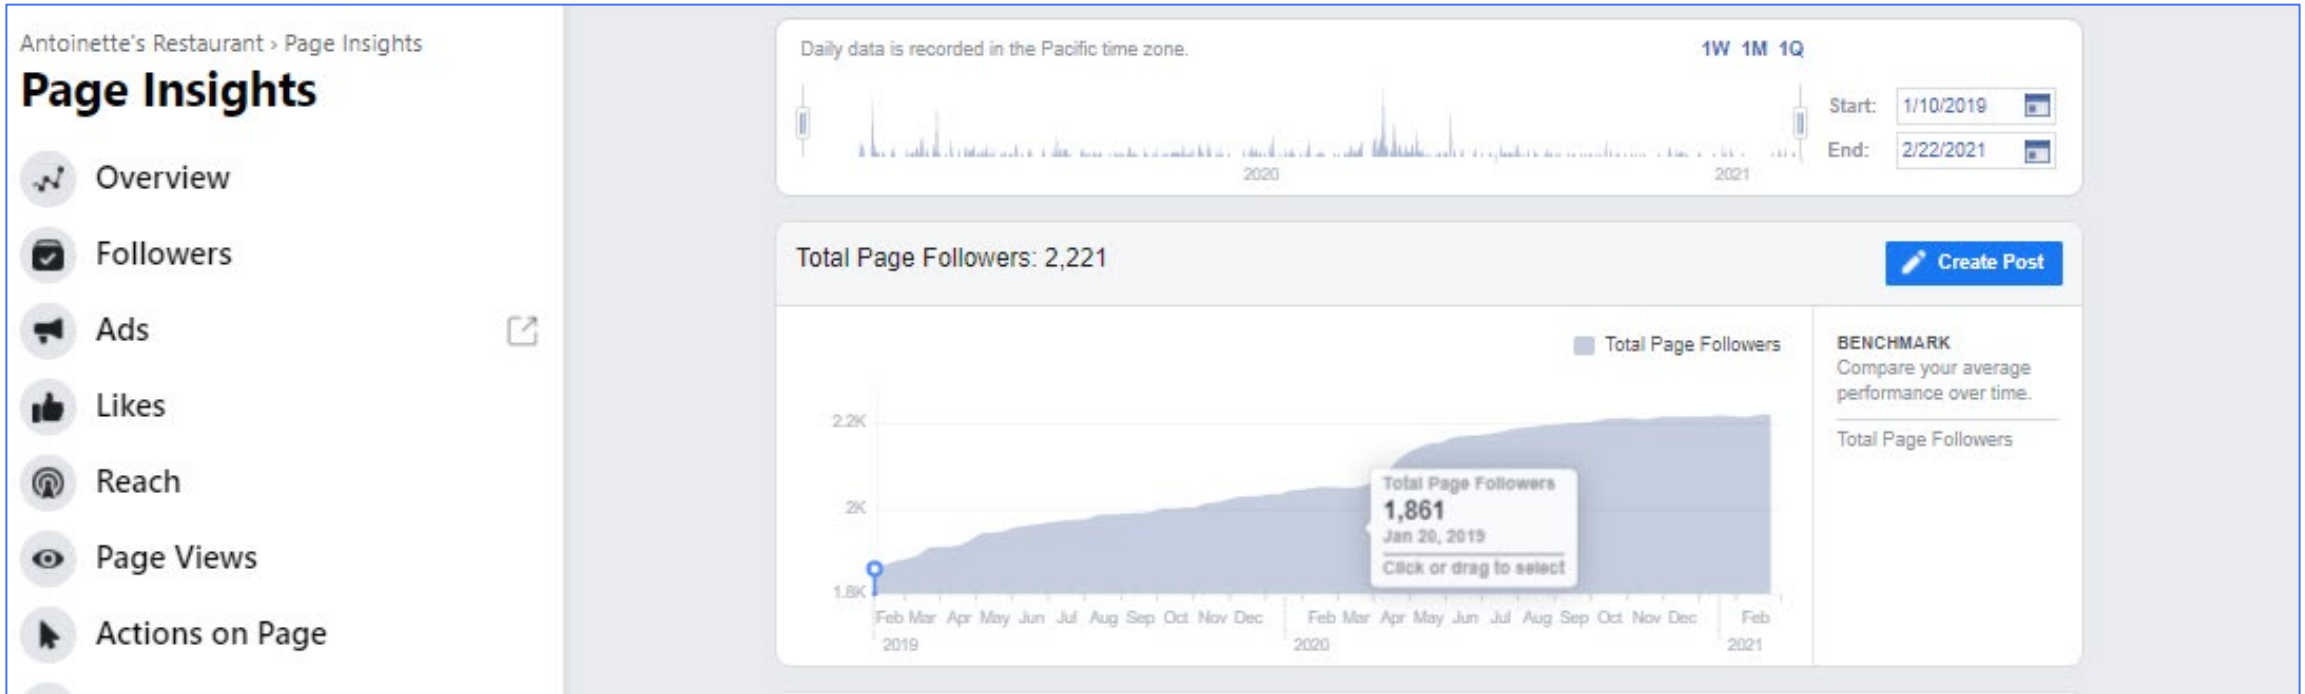 Antoinette's Restaurant › Page Insights
Page Insights
Overview
Followers
Ads
Likes
Reach
Page Views
Actions on Page
Daily data is recorded in the Pacific time zone.
1W 1M 1Q
2020 2021
Start: 1/10/2019
End: 2/22/2021
Total Page Followers: 2,221
Create Post
Total Page Followers
2.2K
2K
1.8K
Total Page Followers
1,861
Jan 20, 2019
Click or drag to select
Feb Mar Apr May Jun Jul Aug Sep Oct Nov Dec Feb Mar Apr May Jun Jul Aug Sep Oct Nov Dec Feb
2019 2020 2021
BENCHMARK
Compare your average
performance over time.
Total Page Followers